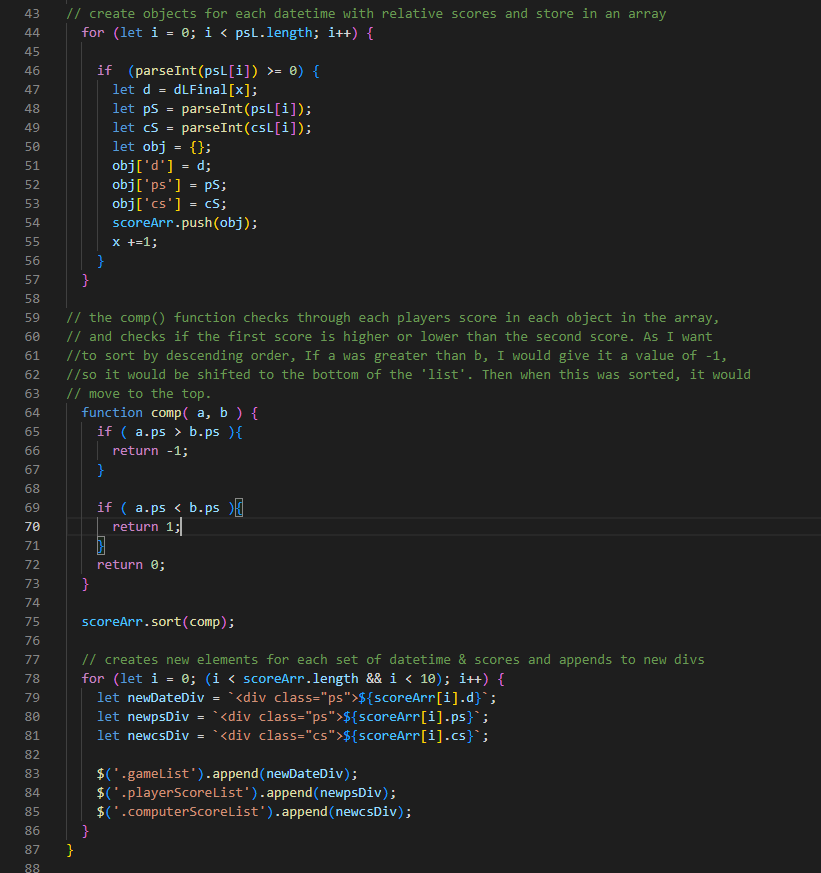 43 // create objects for each datetime with relative scores and store in an array
44 for (let i = 0; i < psL.length; i++) {
45
46 if  (parseInt(psL[i]) >= 0) {
47 let d = dLFinal[x];
48 let pS = parseInt(psL[i]);
49 let cS = parseInt(csL[i]);
50 let obj = {};
51 obj['d'] = d;
52 obj['ps'] = pS;
53 obj['cs'] = cS;
54 scoreArr.push(obj);
55 x +=1;
56 }
57 }
58
59 // the comp() function checks through each players score in each object in the array,
60 // and checks if the first score is higher or lower than the second score. As I want
61 //to sort by descending order, If a was greater than b, I would give it a value of -1,
62 //so it would be shifted to the bottom of the 'list'. Then when this was sorted, it would
63 // move to the top.
64 function comp( a, b ) {
65 if ( a.ps > b.ps ){
66 return -1;
67 }
68
69 if ( a.ps < b.ps ){
70 return 1;
71 }
72 return 0;
73 }
74
75 scoreArr.sort(comp);
76
77 // creates new elements for each set of datetime & scores and appends to new divs
78 for (let i = 0; (i < scoreArr.length && i < 10); i++) {
79 let newDateDiv = `<div class="ps">${scoreArr[i].d}`;
80 let newpsDiv = `<div class="ps">${scoreArr[i].ps}`;
81 let newcsDiv = `<div class="cs">${scoreArr[i].cs}`;
82
83 $('.gameList').append(newDateDiv);
84 $('.playerScoreList').append(newpsDiv);
85 $('.computerScoreList').append(newcsDiv);
86 }
87 }
88